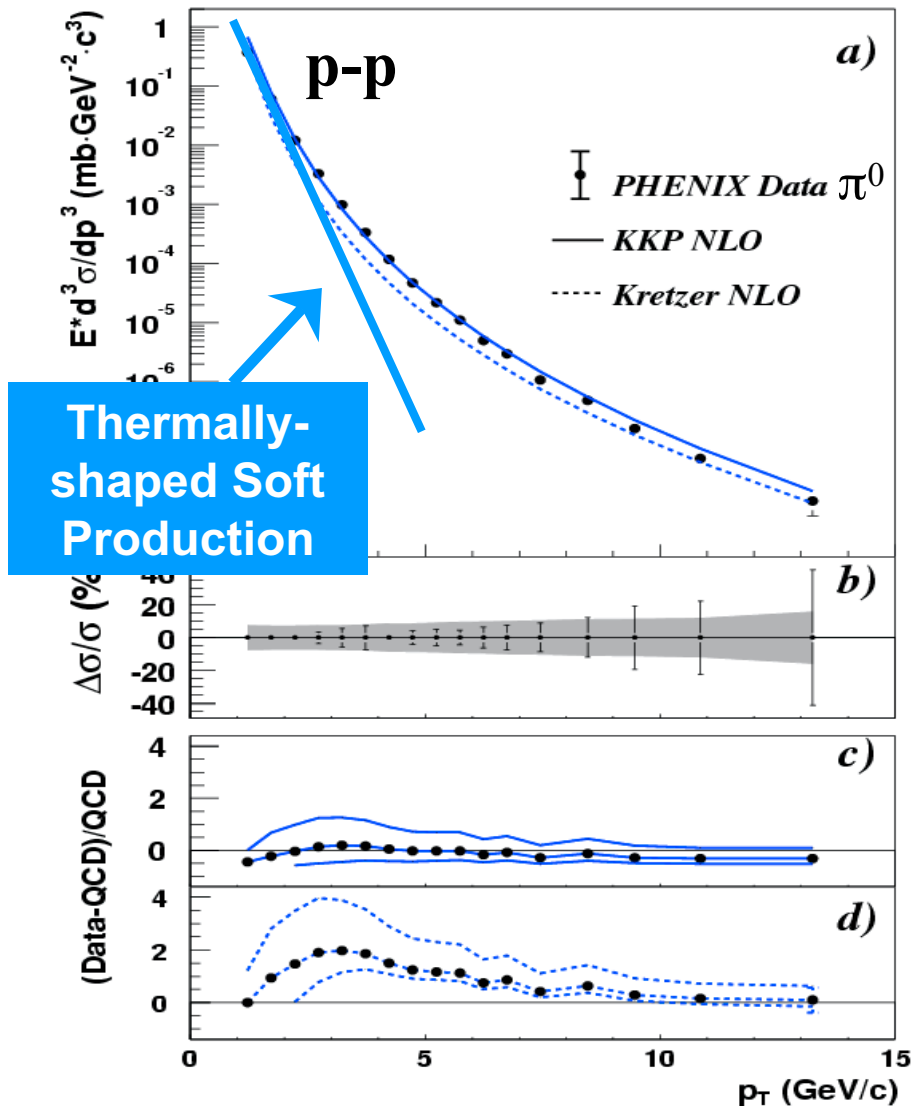 p-p
a)
E*d³σ/dp³ (mb·GeV⁻²·c³)
1
10⁻¹
10⁻²
10⁻³
10⁻⁴
10⁻⁵
10⁻⁶
PHENIX Data π⁰
KKP NLO
Kretzer NLO
Thermally-
shaped Soft
Production
b)
Δσ/σ (%
40
20
0
-20
-40
c)
(Data-QCD)/QCD
4
2
0
d)
4
2
0
0 5 10 15
p_T (GeV/c)